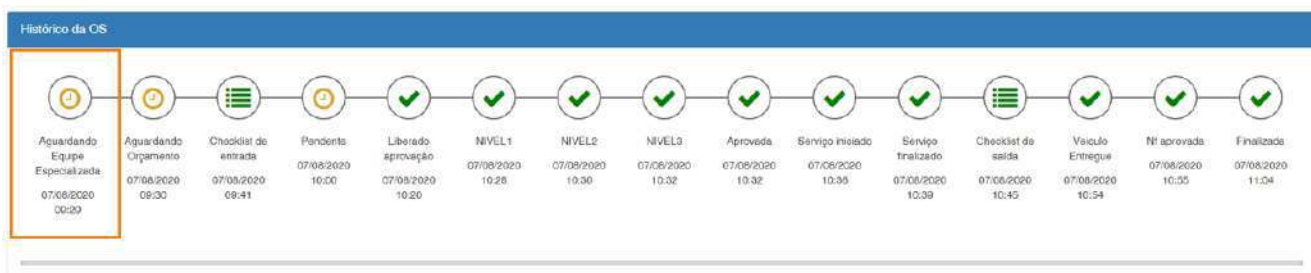 Histórico da OS
Aguardando
Equipe
Especializada
07/08/2020
09:20
Aguardando
Orçamento
07/08/2020
09:30
Checklist de
entrada
07/08/2020
09:41
Pendente
07/08/2020
10:00
Liberado
aprovação
07/08/2020
10:20
NIVEL1
07/08/2020
10:28
NIVEL2
07/08/2020
10:30
NIVEL3
07/08/2020
10:32
Aprovada
07/08/2020
10:32
Serviço iniciado
07/08/2020
10:36
Serviço
finalizado
07/08/2020
10:39
Checklist de
saída
07/08/2020
10:45
Veiculo
Entregue
07/08/2020
10:54
Nf aprovada
07/08/2020
10:55
Finalizada
07/08/2020
11:04